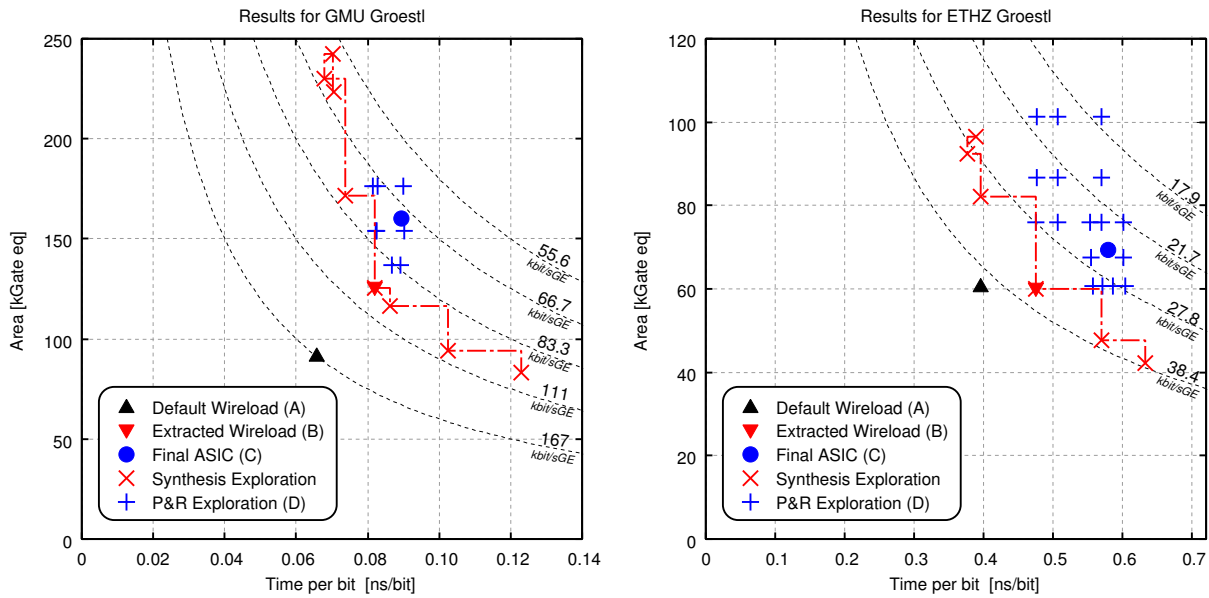 Results for GMU Groestl
250
200
150
100
50
0
Area [kGate eq]
0
0.02
0.04
0.06
0.08
0.10
0.12
0.14
Time per bit [ns/bit]
55.6
kbit/sGE
66.7
kbit/sGE
83.3
kbit/sGE
111
kbit/sGE
167
kbit/sGE
Default Wireload (A)
Extracted Wireload (B)
Final ASIC (C)
Synthesis Exploration
P&R Exploration (D)
Results for ETHZ Groestl
120
100
80
60
40
20
0
Area [kGate eq]
0
0.1
0.2
0.3
0.4
0.5
0.6
0.7
Time per bit [ns/bit]
17.9
kbit/sGE
21.7
kbit/sGE
27.8
kbit/sGE
38.4
kbit/sGE
Default Wireload (A)
Extracted Wireload (B)
Final ASIC (C)
Synthesis Exploration
P&R Exploration (D)